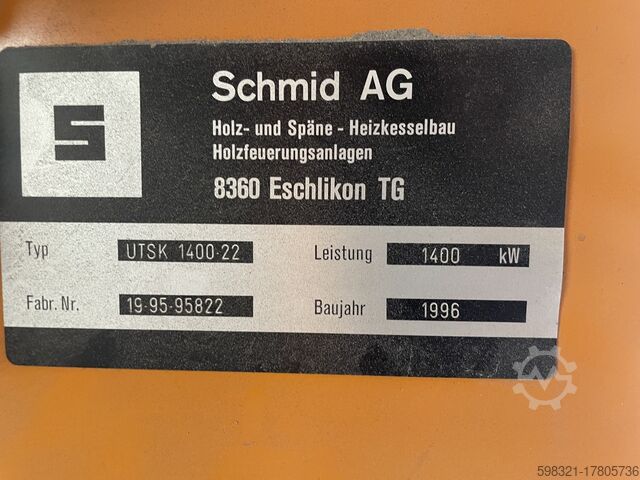 S
Schmid AG
Holz- und Späne - Heizkesselbau
Holzfeuerungsanlagen
8360 Eschlikon TG
Typ UTSK 1400-22 Leistung 1400 kW
Fabr. Nr. 19-95-95822 Baujahr 1996
598321-17805736